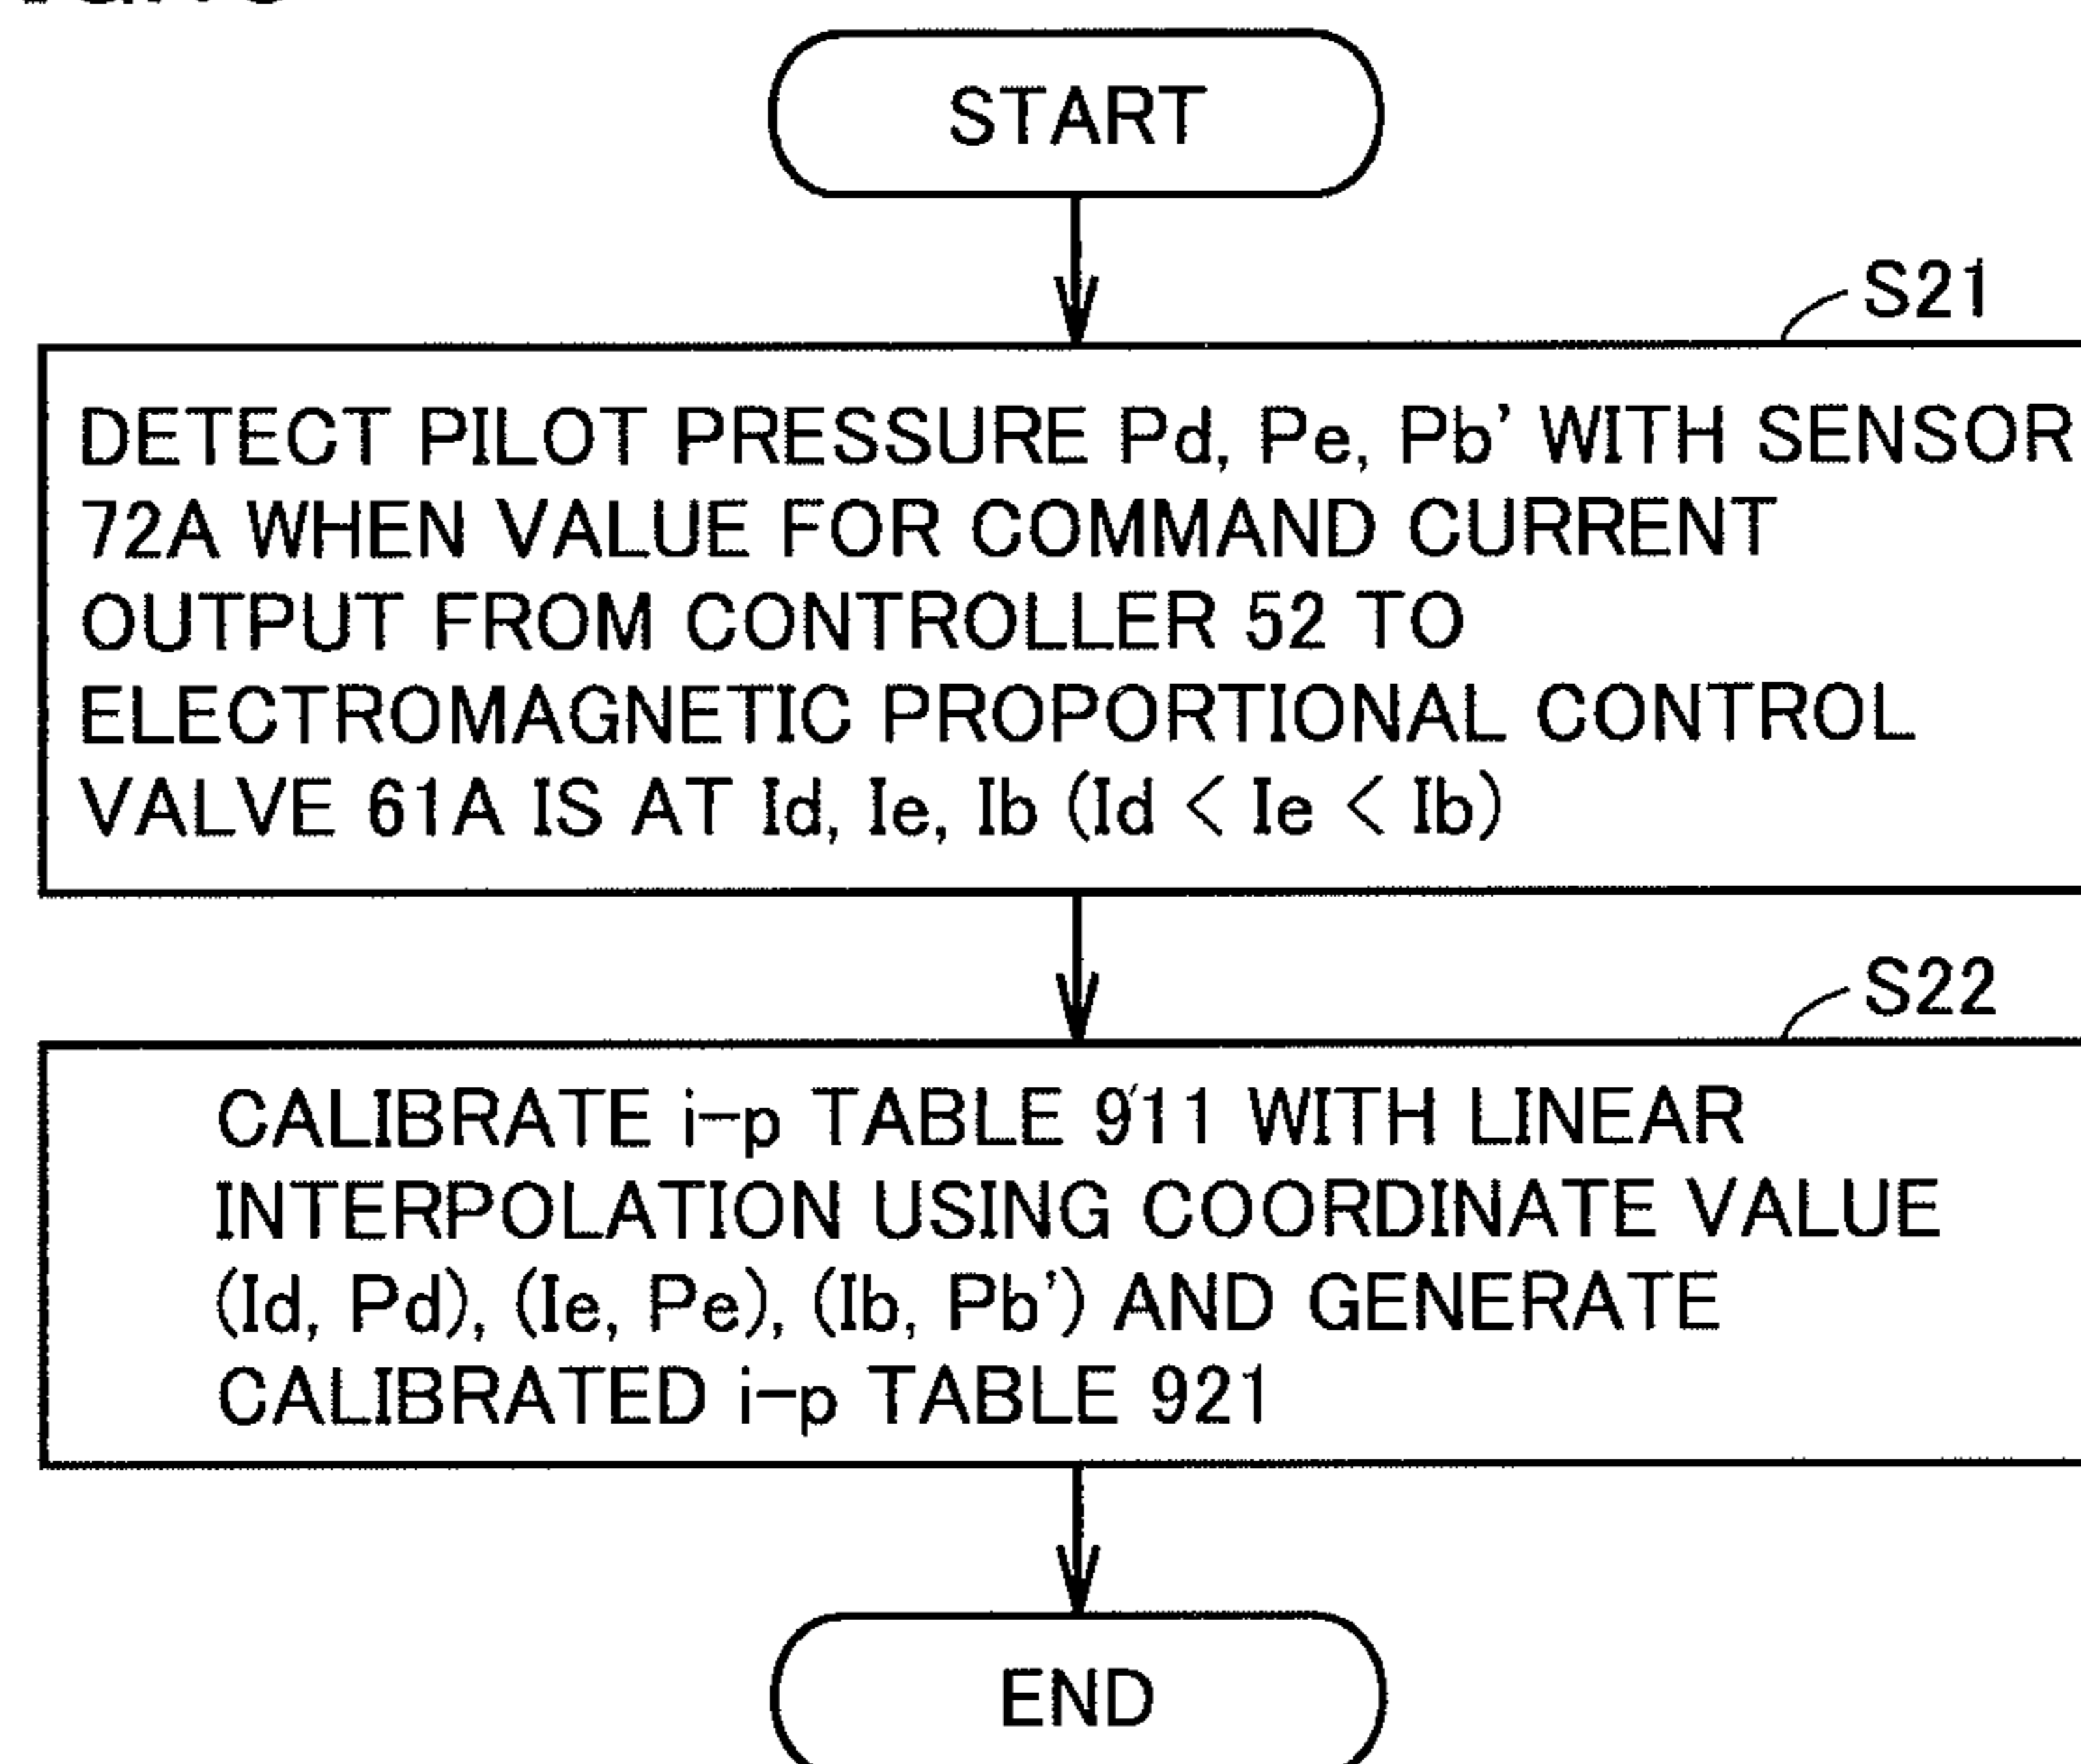 START
S21
DETECT PILOT PRESSURE Pd, Pe, Pb' WITH SENSOR
72A WHEN VALUE FOR COMMAND CURRENT
OUTPUT FROM CONTROLLER 52 TO
ELECTROMAGNETIC PROPORTIONAL CONTROL
VALVE 61A IS AT Id, Ie, Ib (Id < Ie < Ib)
S22
CALIBRATE i-p TABLE 911 WITH LINEAR
INTERPOLATION USING COORDINATE VALUE
(Id, Pd), (Ie, Pe), (Ib, Pb') AND GENERATE
CALIBRATED i-p TABLE 921
END